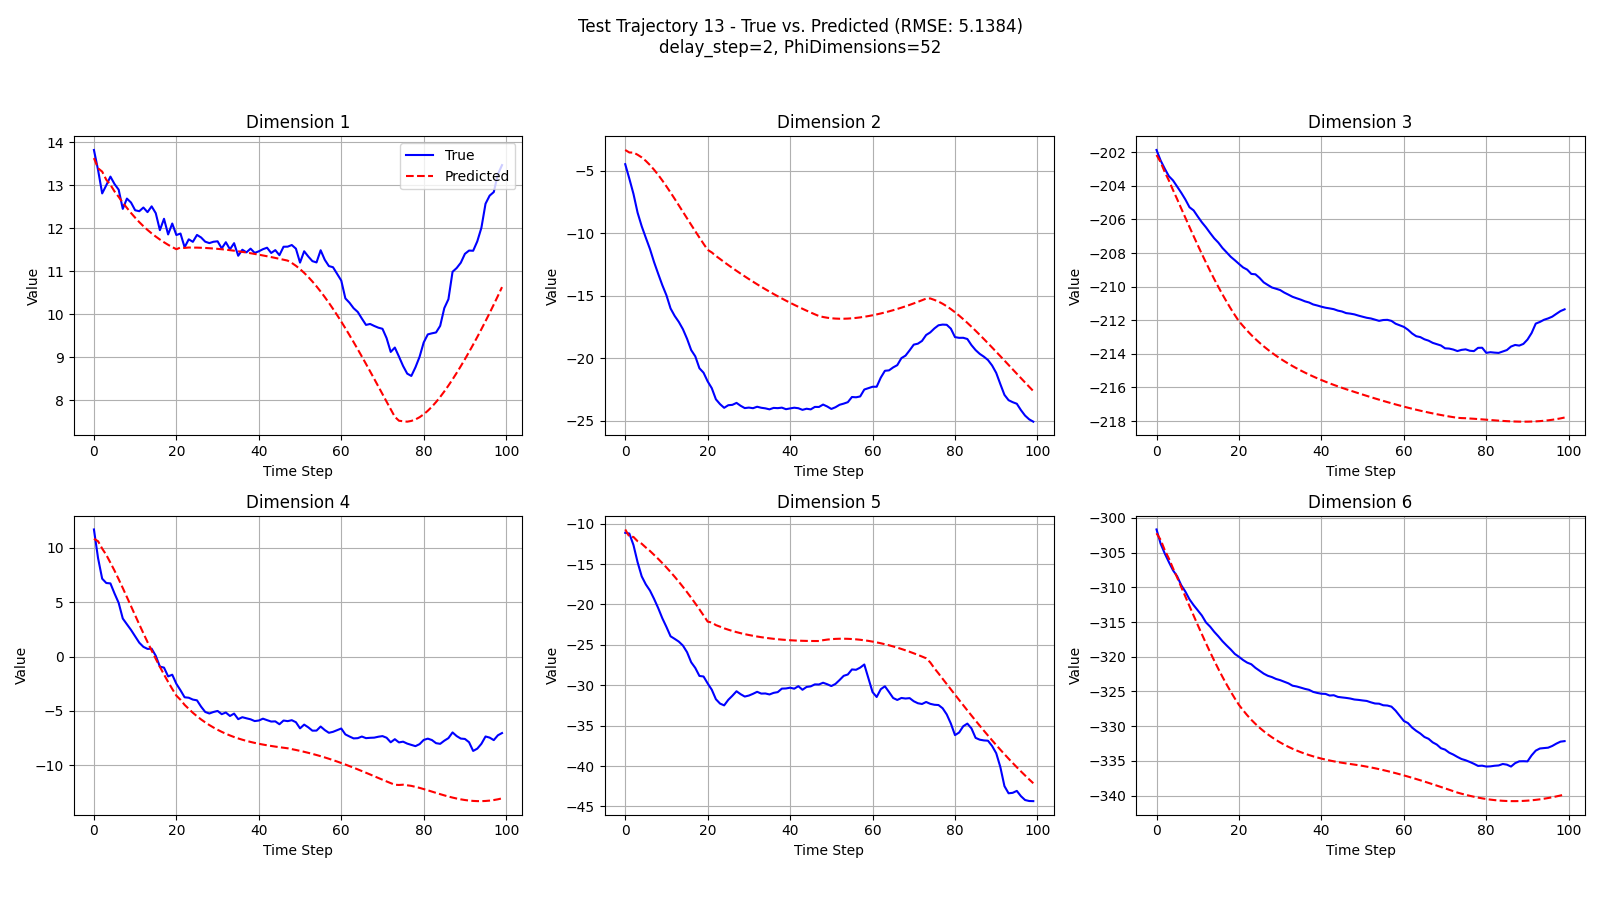 Test Trajectory 13 - True vs. Predicted (RMSE: 5.1384)
delay_step=2, PhiDimensions=52
Dimension 1
14
13
12
11
10
9
8
Value
0 20 40 60 80 100
Time Step
True
Predicted
Dimension 2
−5
−10
−15
−20
−25
Value
0 20 40 60 80 100
Time Step
Dimension 3
−202
−204
−206
−208
−210
−212
−214
−216
−218
Value
0 20 40 60 80 100
Time Step
Dimension 4
10
5
0
−5
−10
Value
0 20 40 60 80 100
Time Step
Dimension 5
−10
−15
−20
−25
−30
−35
−40
−45
Value
0 20 40 60 80 100
Time Step
Dimension 6
−300
−305
−310
−315
−320
−325
−330
−335
−340
Value
0 20 40 60 80 100
Time Step